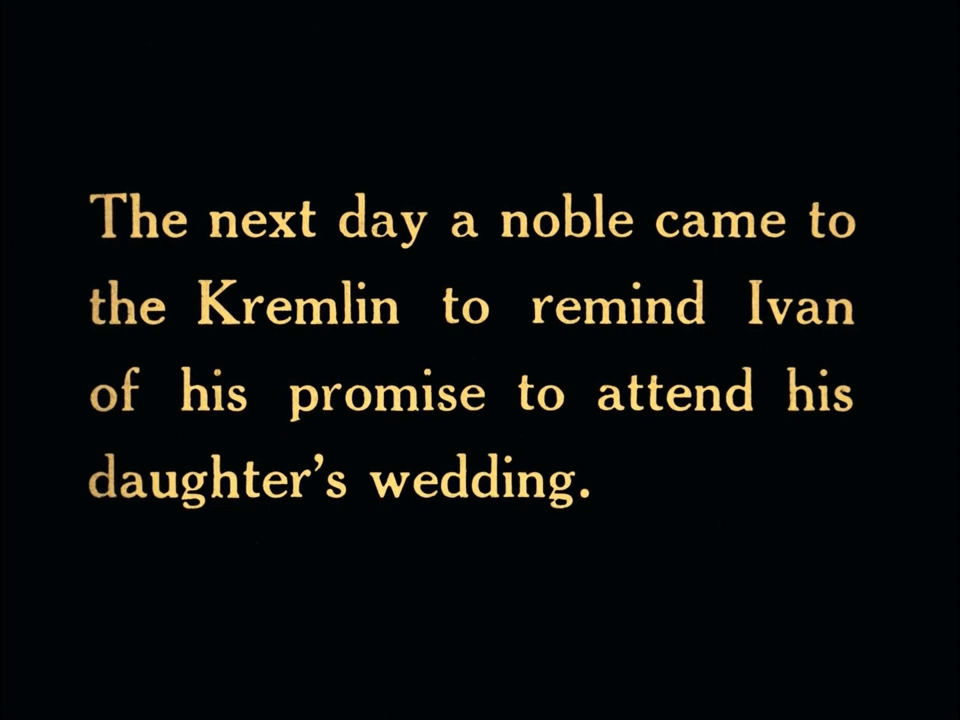 The next day a noble came to
the Kremlin to remind Ivan
of his promise to attend his
daughter’s wedding.